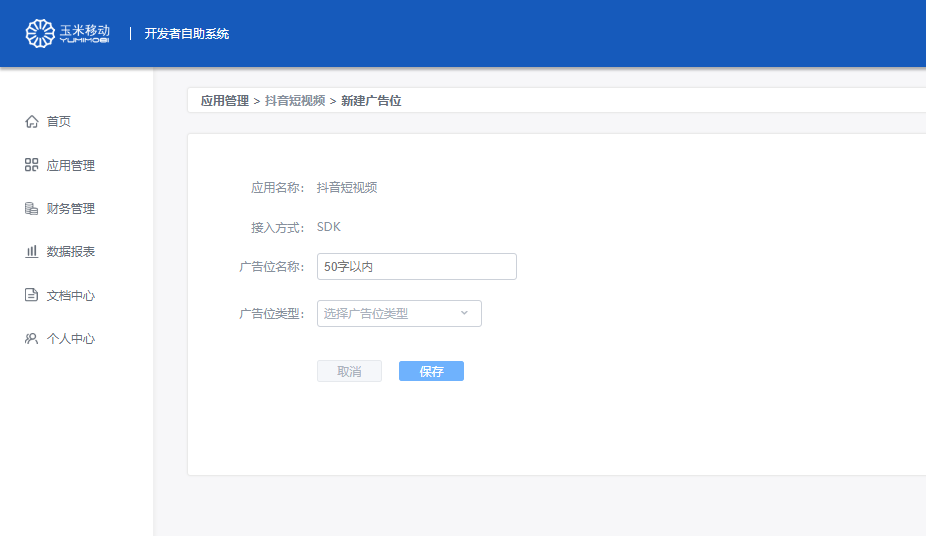 玉米移动
YUMIMOBI
开发者自助系统
首页
应用管理
财务管理
数据报表
文档中心
个人中心
应用管理 > 抖音短视频 > 新建广告位
应用名称： 抖音短视频
接入方式： SDK
广告位名称： 50字以内
广告位类型： 选择广告位类型
取消 保存